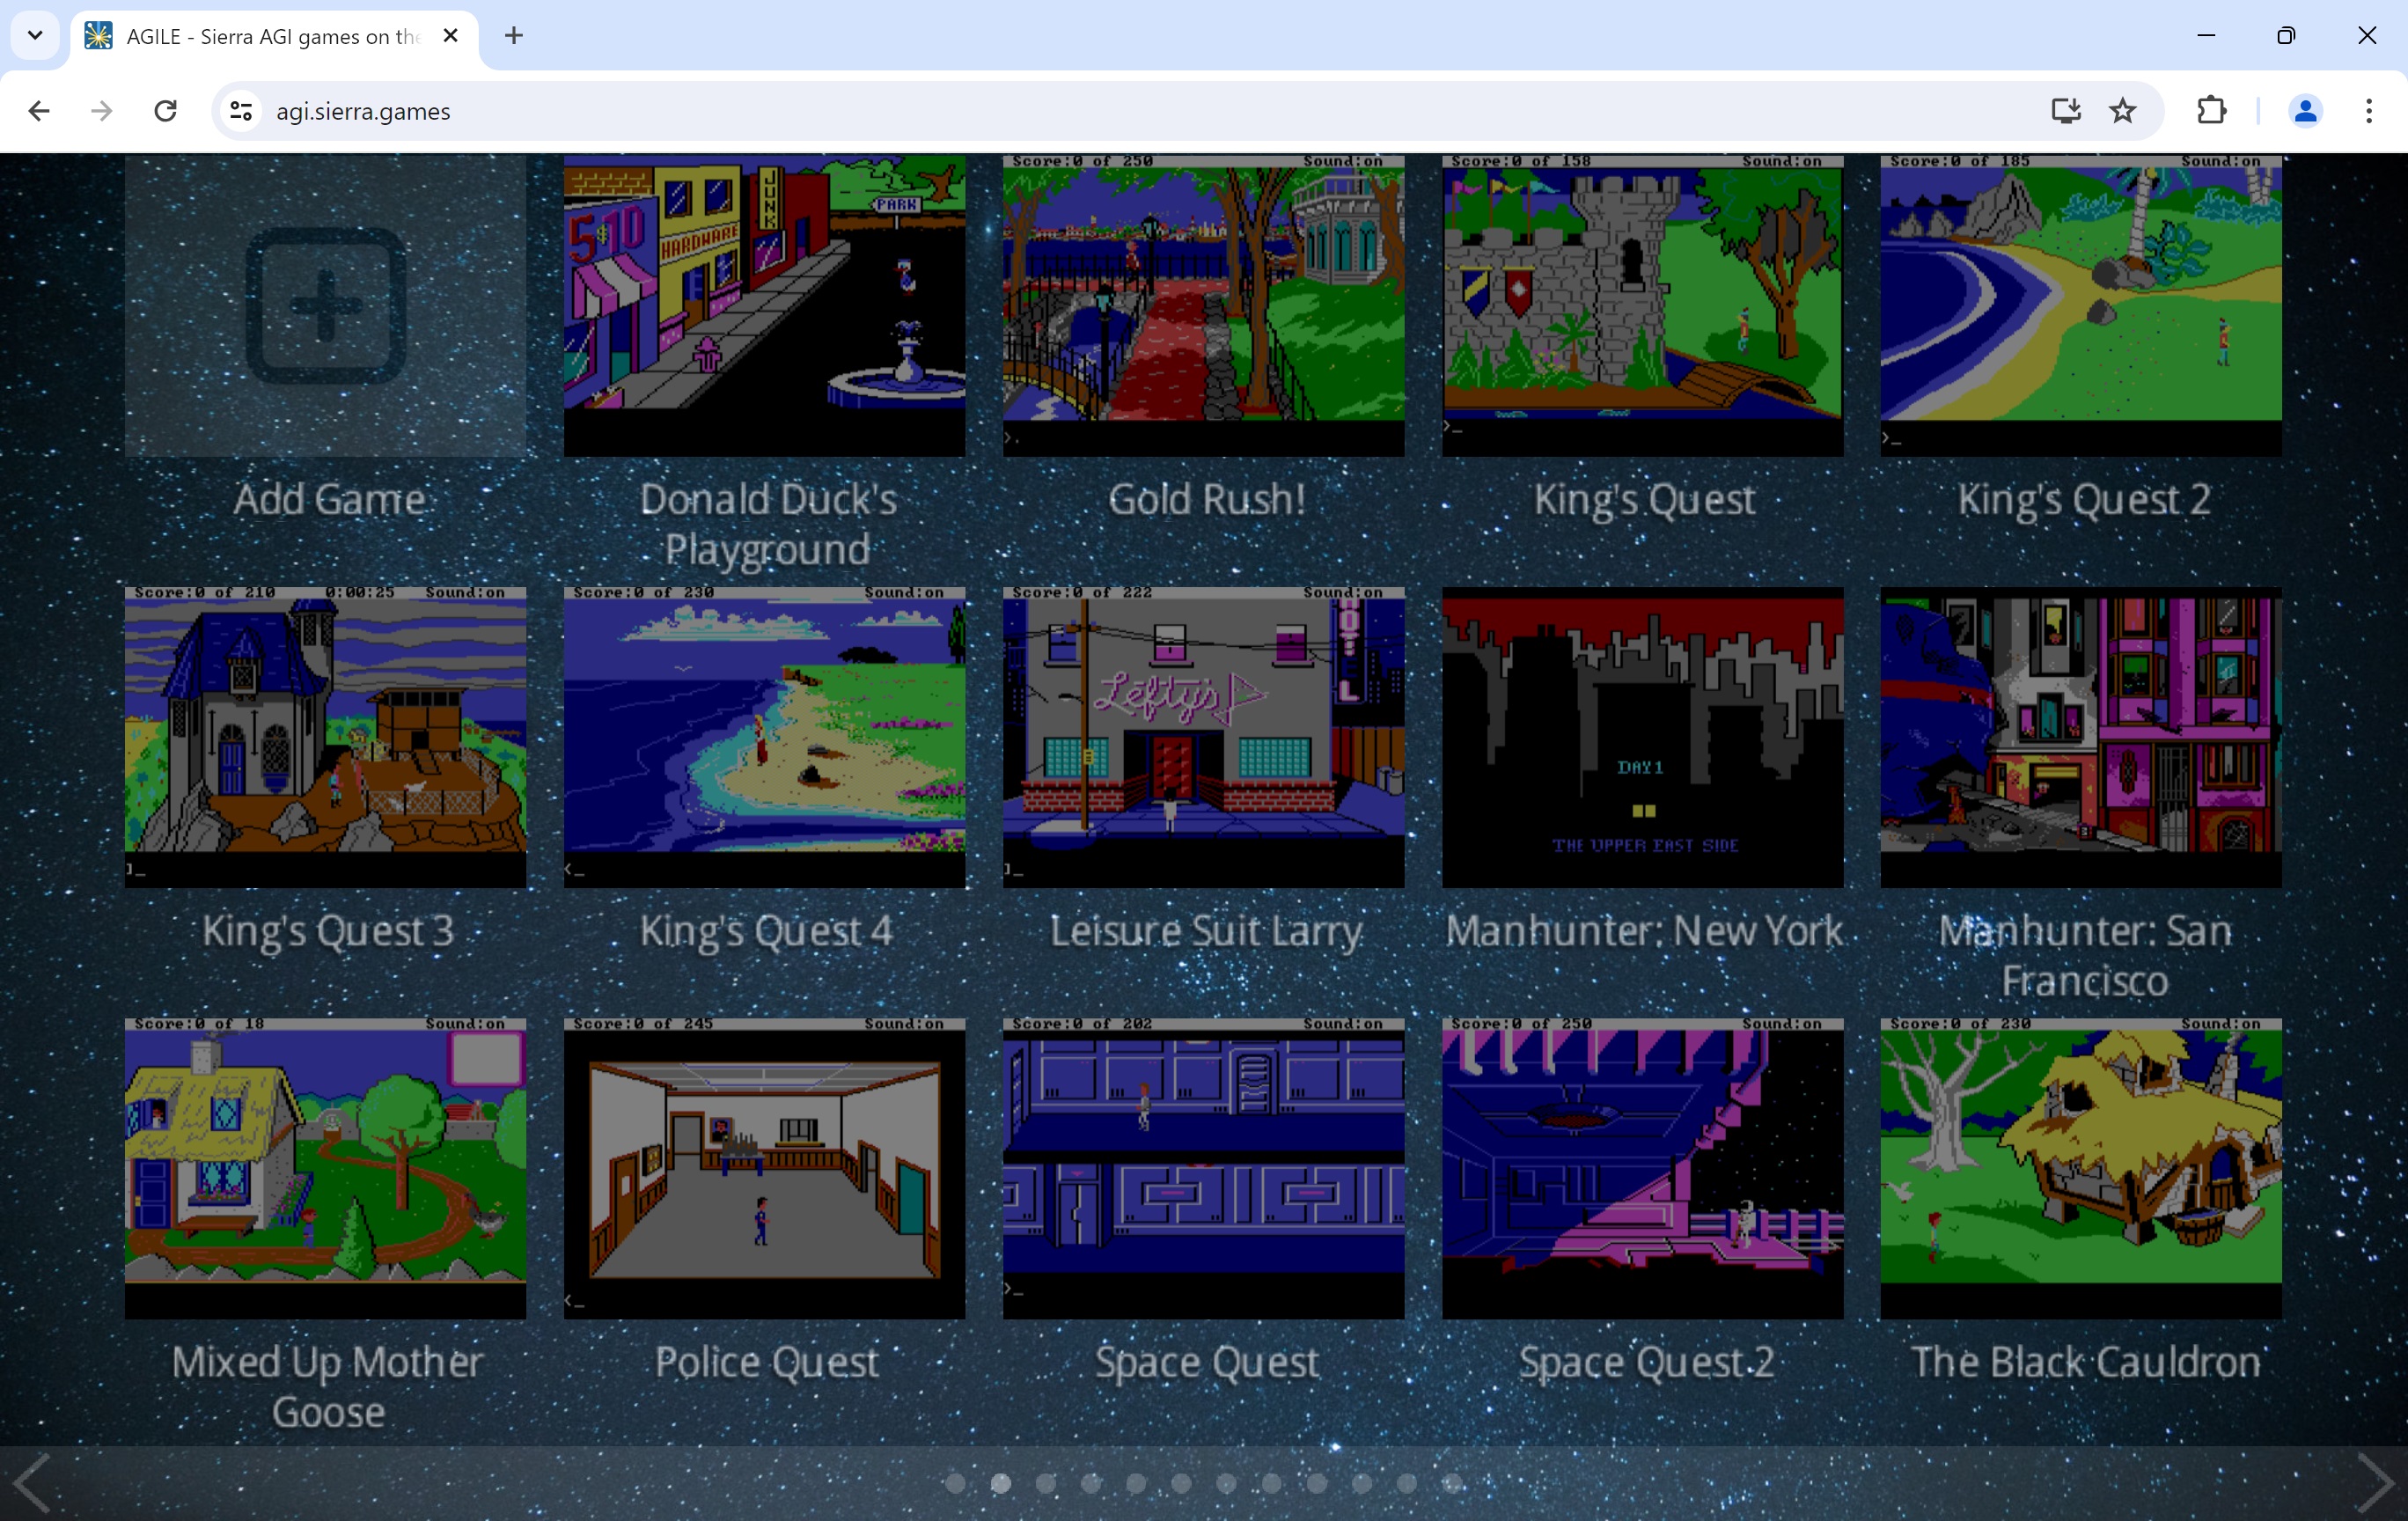 AGILE - Sierra AGI games on the
agi.sierra.games
5 10
HARDWARE
JUNK
PARK
Score:0 of 250 Sound:on
Score:0 of 158 Sound:on
Score:0 of 185 Sound:on
Add Game
Donald Duck's
Playground
Gold Rush!
King's Quest
King's Quest 2
Score:0 of 210 0:00:25 Sound:on
Score:0 of 230 Sound:on
Score:0 of 222 Sound:on
Lefty's
HOTEL
DAY 1
THE UPPER EAST SIDE
King's Quest 3
King's Quest 4
Leisure Suit Larry
Manhunter: New York
Manhunter: San
Francisco
Score:0 of 18 Sound:on
Score:0 of 245 Sound:on
Score:0 of 202 Sound:on
Score:0 of 250 Sound:on
Score:0 of 230 Sound:on
Mixed Up Mother
Goose
Police Quest
Space Quest
Space Quest 2
The Black Cauldron